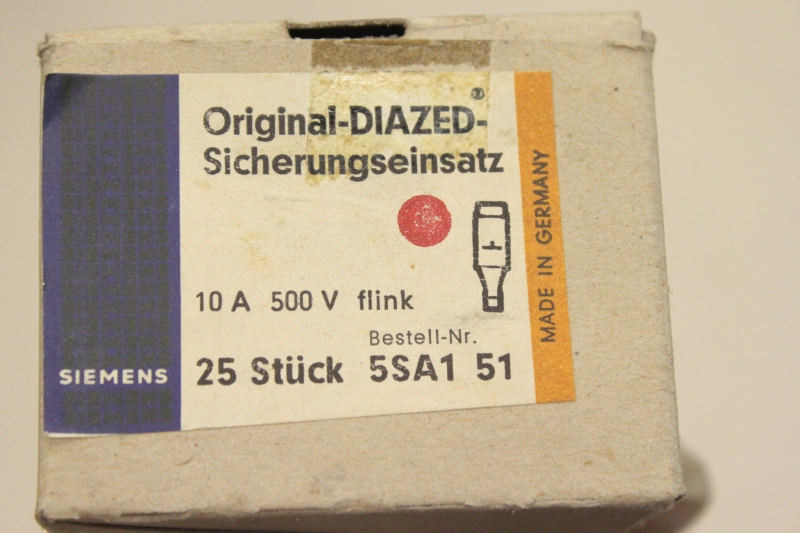 Original-DIAZED®-
Sicherungseinsatz
10 A 500 V flink
Bestell-Nr.
25 Stück 5SA1 51
SIEMENS
MADE IN GERMANY